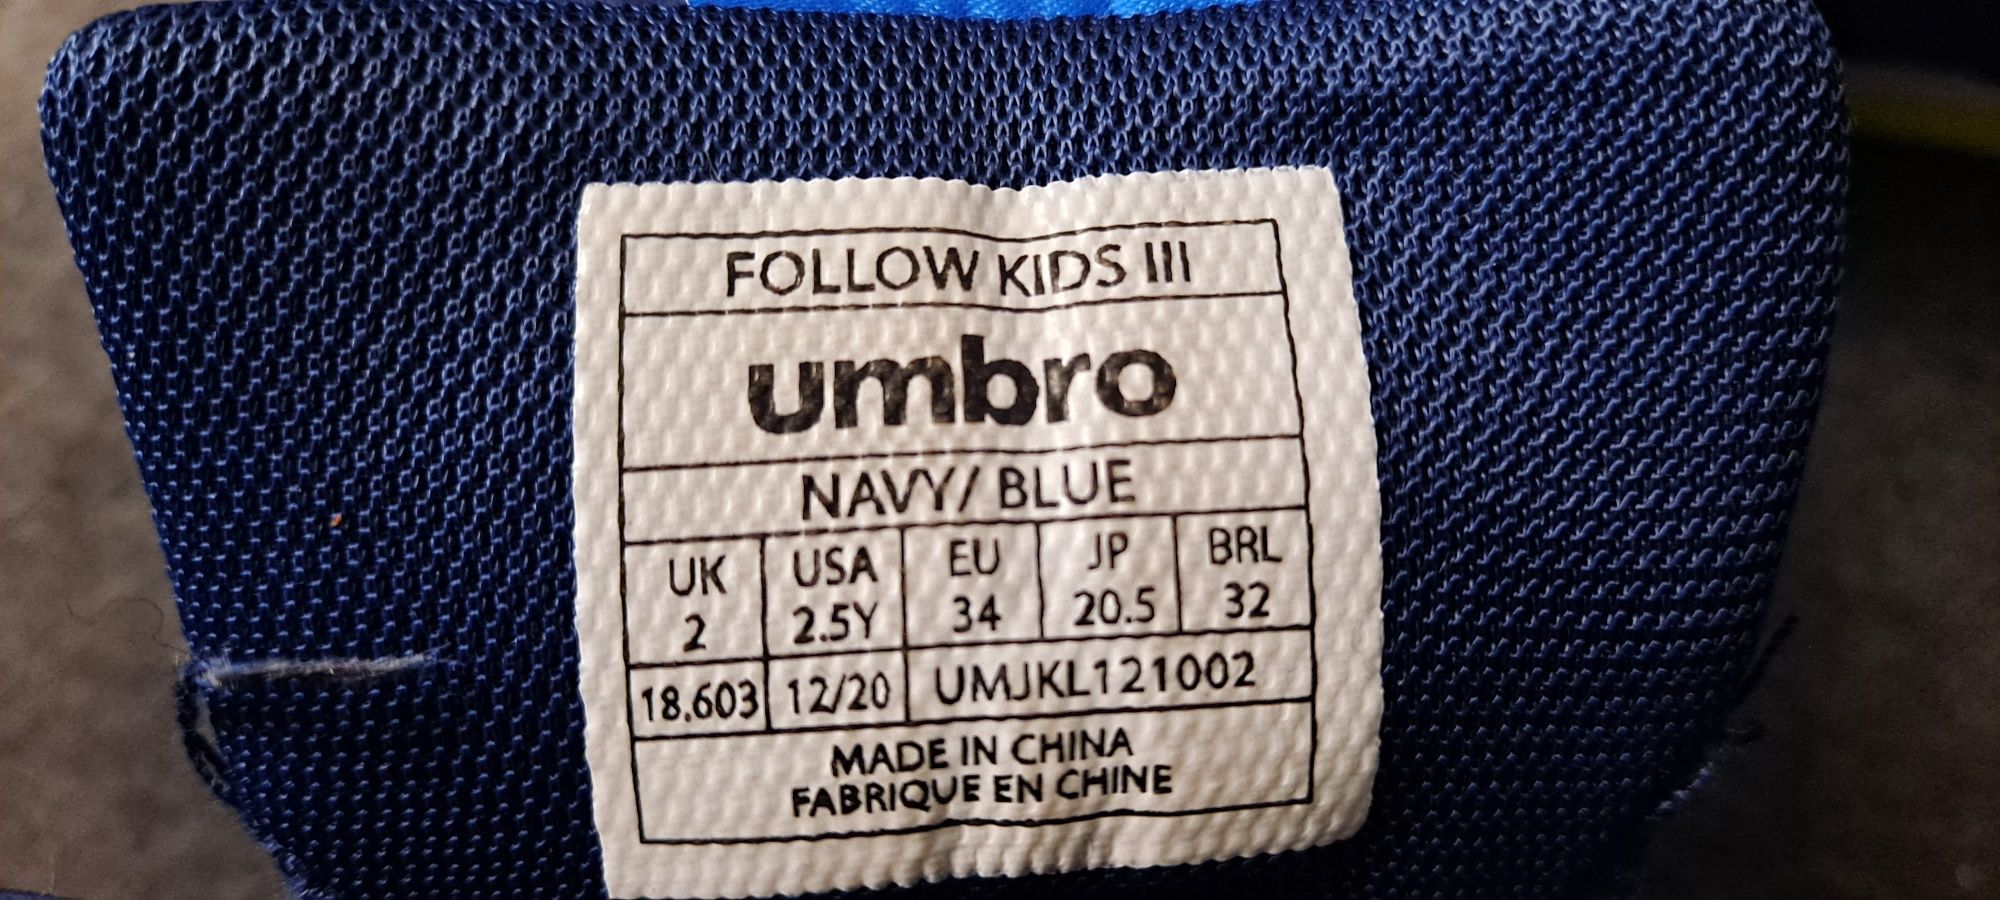 FOLLOW KIDS III
umbro
NAVY/ BLUE
UK USA EU JP BRL
2 2.5Y 34 20.5 32
18.603 12/20 UMJKL121002
MADE IN CHINA
FABRIQUE EN CHINE